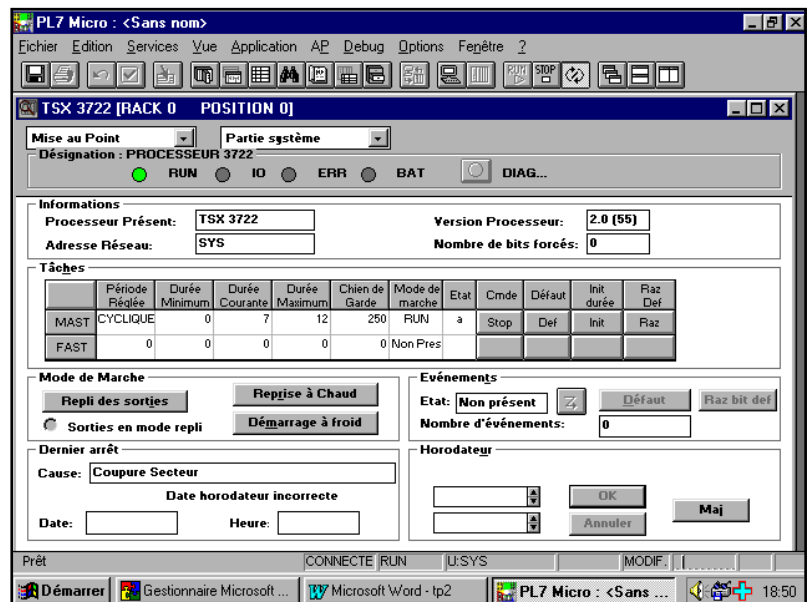 PL7 Micro : <Sans nom>
Fichier Edition Services Vue Application AP Debug Options Fenêtre ?
RUN STOP
TSX 3722 [RACK 0 POSITION 0]
Mise au Point Partie système
Désignation : PROCESSEUR 3722
RUN IO ERR BAT DIAG...
Informations
Processeur Présent: TSX 3722 Version Processeur: 2.0 (55)
Adresse Réseau: SYS Nombre de bits forcés: 0
Tâches
Période Réglée Durée Minimum Durée Courante Durée Maximum Chien de Garde Mode de marche Etat Cmde Défaut Init durée Raz Def
MAST CYCLIQUE 0 7 12 250 RUN a Stop Def Init Raz
FAST 0 0 0 0 0 Non Pres
Mode de Marche Evénements
Repli des sorties Reprise à Chaud Etat: Non présent Défaut Raz bit def
Sorties en mode repli Démarrage à froid Nombre d'événements: 0
Dernier arrêt Horodateur
Cause: Coupure Secteur
Date horodateur incorrecte OK
Maj
Date: Heure: Annuler
Prêt CONNECTE RUN U:SYS MODIF.
Démarrer Gestionnaire Microsoft ... Microsoft Word - tp2 PL7 Micro : <Sans ... 18:50